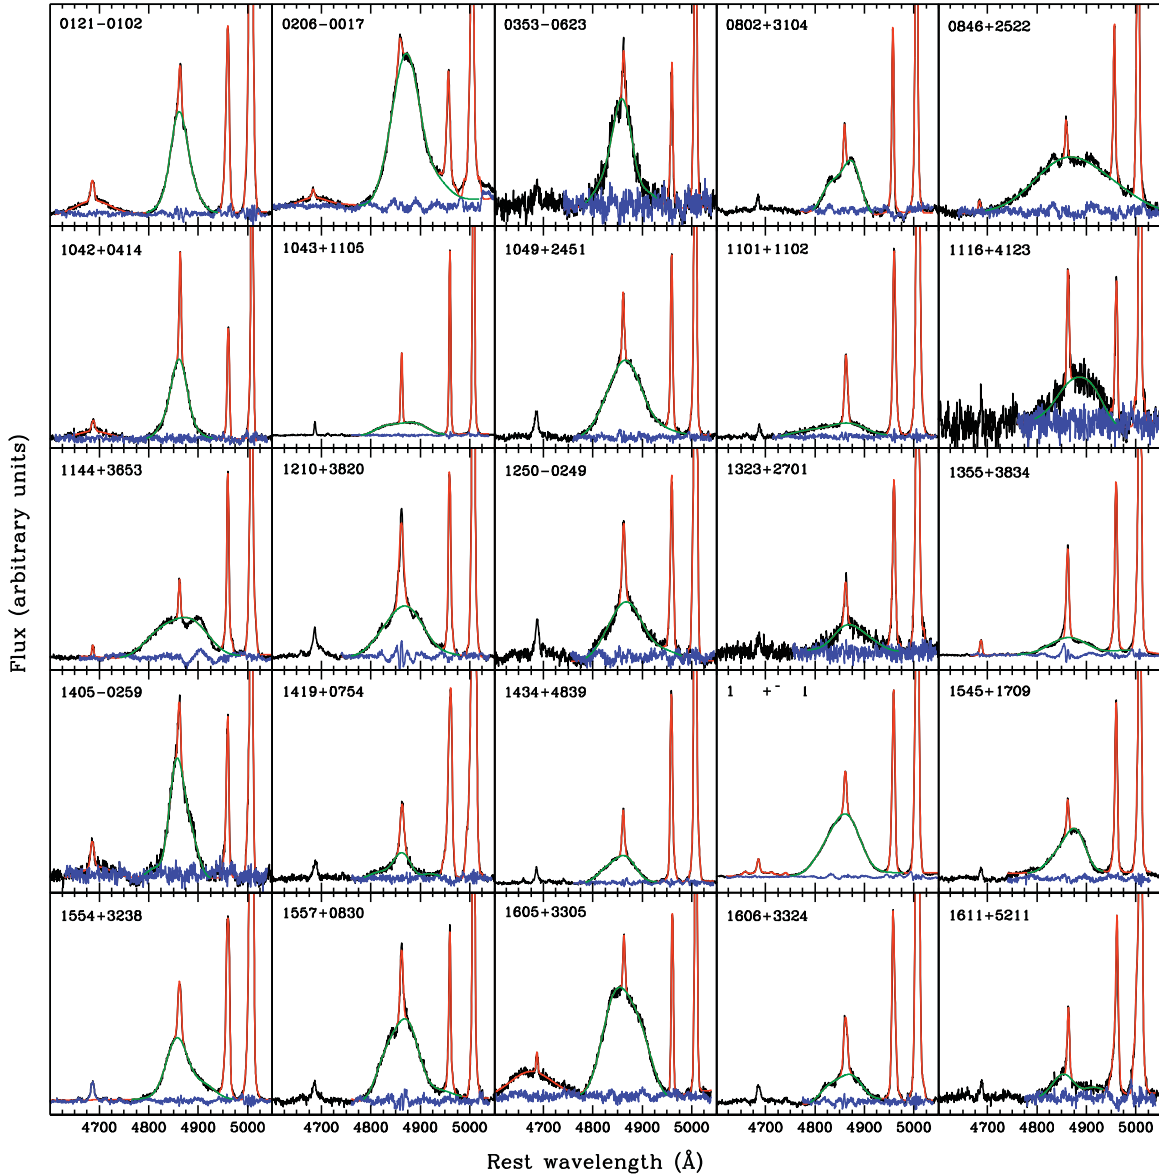 0121-0102 0206-0017 0353-0623 0802+3104 0846+2522
1042+0414 1043+1105 1049+2451 1101+1102 1116+4123
1144+3653 1210+3820 1250-0249 1323+2701 1355+3834
1405-0259 1419+0754 1434+4839 1 +- 1 1545+1709
1554+3238 1557+0830 1605+3305 1606+3324 1611+5211
Flux (arbitrary units)
4700 4800 4900 5000 4700 4800 4900 5000 4700 4800 4900 5000 4700 4800 4900 5000 4700 4800 4900 5000
Rest wavelength (Å)